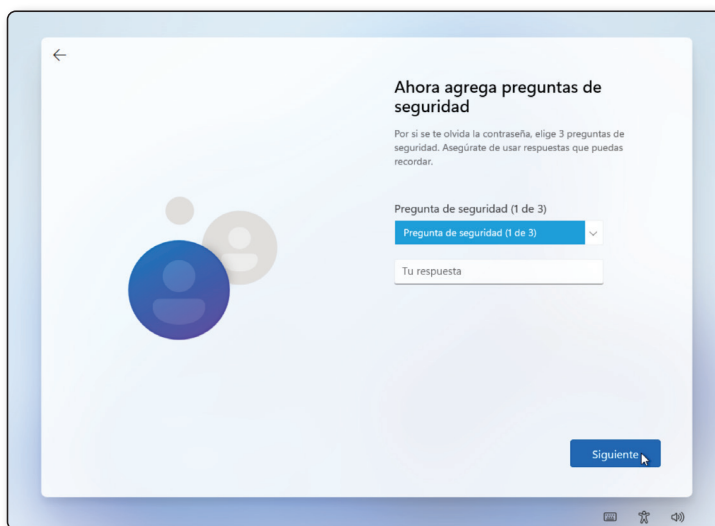 Ahora agrega preguntas de
seguridad
Por si se te olvida la contraseña, elige 3 preguntas de
seguridad. Asegúrate de usar respuestas que puedas
recordar.
Pregunta de seguridad (1 de 3)
Pregunta de seguridad (1 de 3)
Tu respuesta
Siguiente